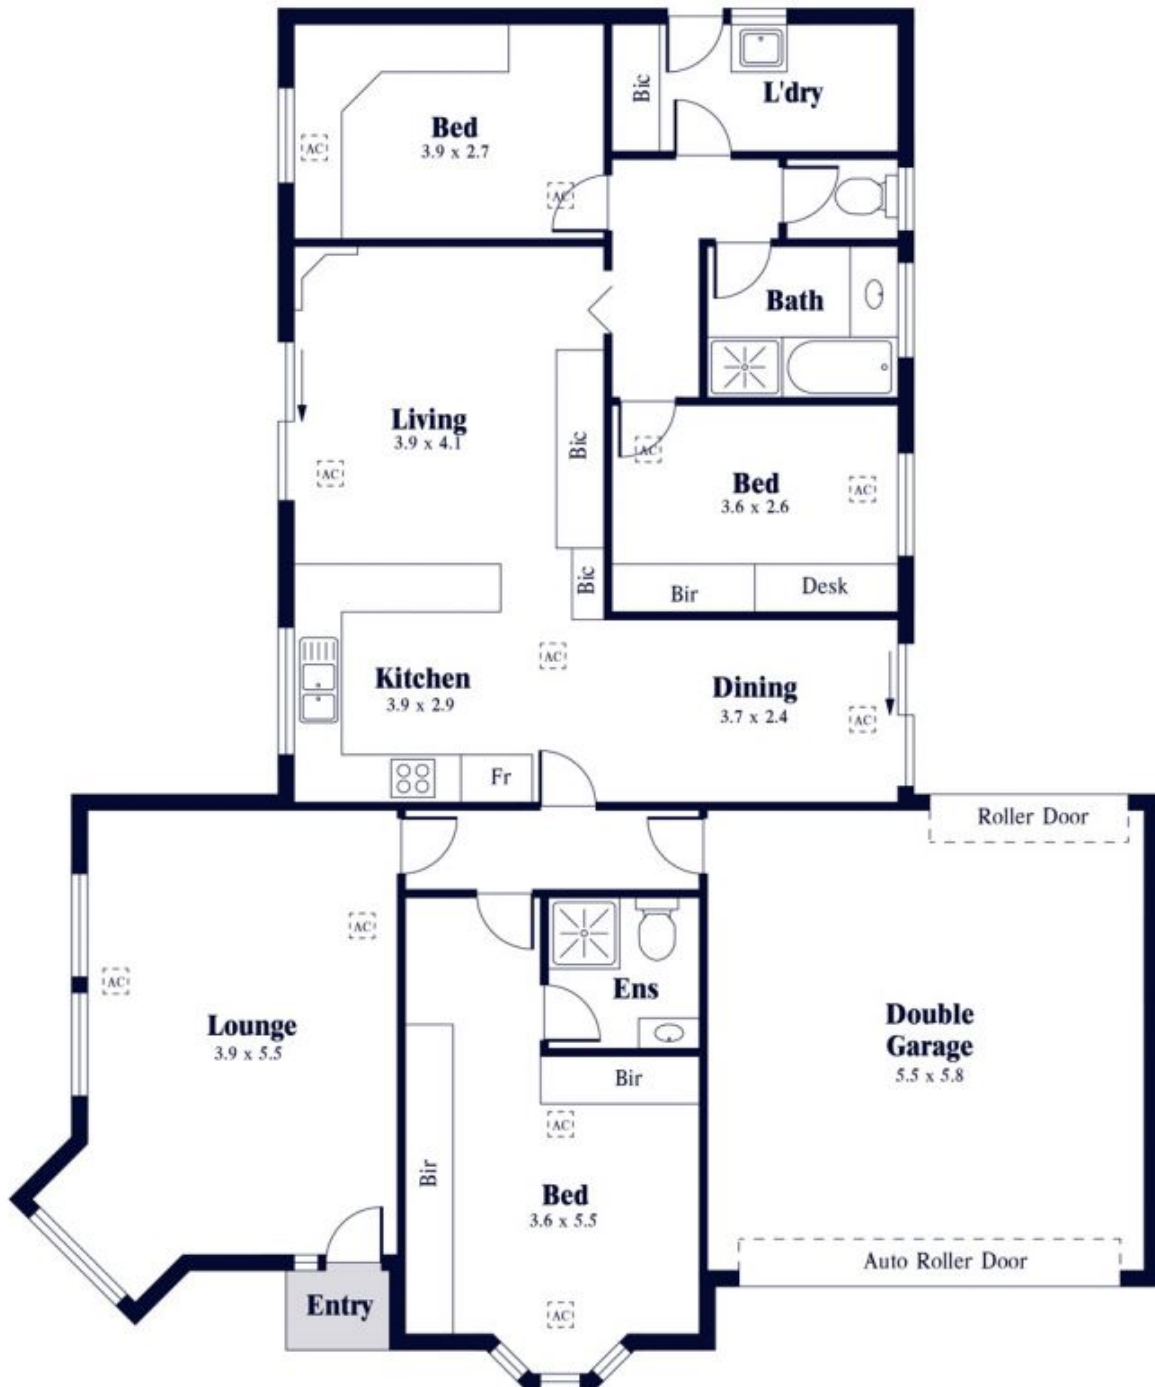 Bic
L'dry
Bed
3.9 x 2.7
AC
AC
Bath
Living
3.9 x 4.1
AC
Bic
AC
Bed
3.6 x 2.6
AC
Bic
Bir
Desk
AC
Kitchen
3.9 x 2.9
Dining
3.7 x 2.4
AC
Fr
Roller Door
AC
AC
Ens
Lounge
3.9 x 5.5
Double
Garage
5.5 x 5.8
Bir
AC
Bir
Bed
3.6 x 5.5
Auto Roller Door
Entry
AC